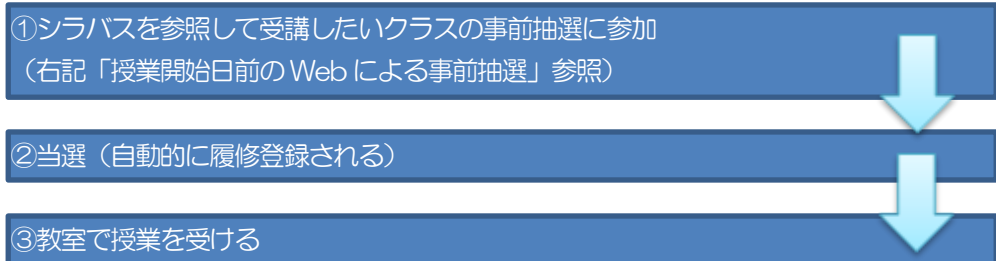 ①シラバスを参照して受講したいクラスの事前抽選に参加
（右記「授業開始日前の Web による事前抽選」参照）
②当選（自動的に履修登録される）
③教室で授業を受ける